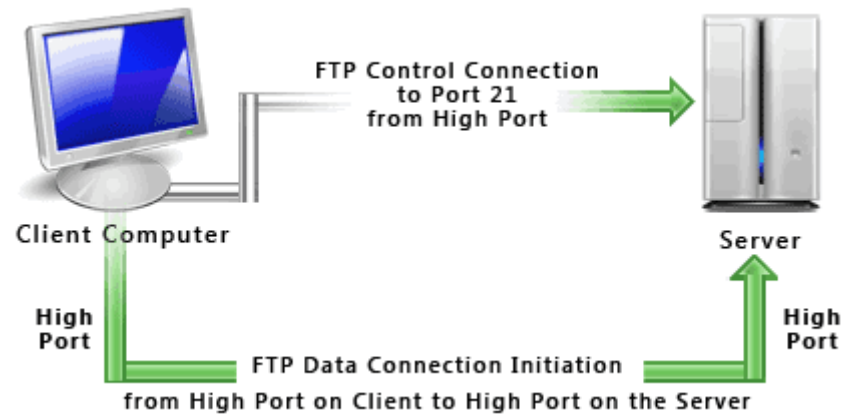 FTP Control Connection
to Port 21
from High Port
Client Computer
Server
High
Port
High
Port
FTP Data Connection Initiation
from High Port on Client to High Port on the Server